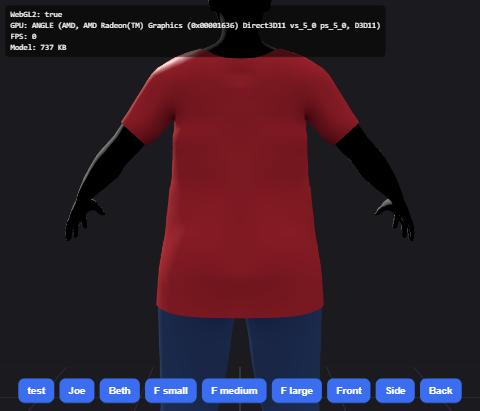 WebGL2: true
GPU: ANGLE (AMD, AMD Radeon(TM) Graphics (0x00001636) Direct3D11 vs_5_0 ps_5_0, D3D11)
FPS: 0
Model: 737 KB
test Joe Beth F small F medium F large Front Side Back